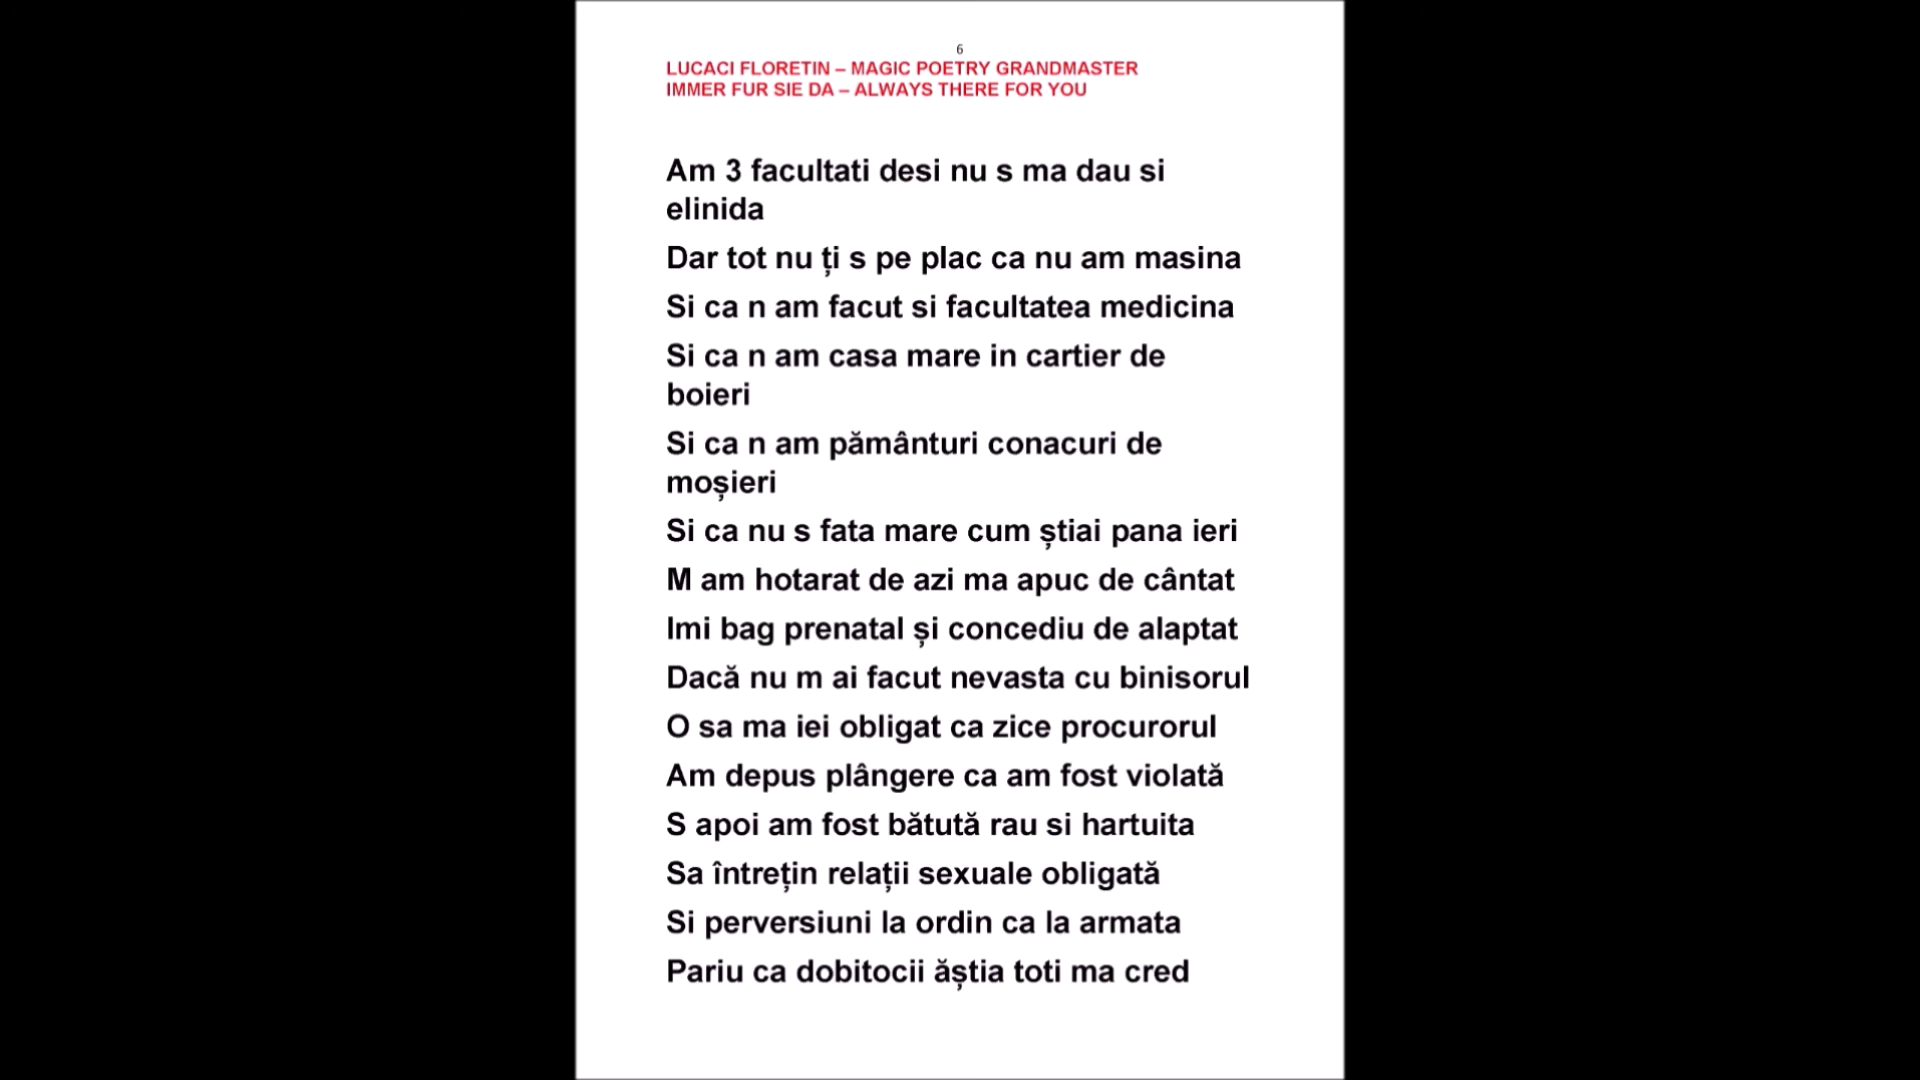 6
LUCACI FLORETIN – MAGIC POETRY GRANDMASTER
IMMER FUR SIE DA – ALWAYS THERE FOR YOU
Am 3 facultati desi nu s ma dau si
elinida
Dar tot nu ți s pe plac ca nu am masina
Si ca n am facut si facultatea medicina
Si ca n am casa mare in cartier de
boieri
Si ca n am pământuri conacuri de
moșieri
Si ca nu s fata mare cum știai pana ieri
M am hotarat de azi ma apuc de cântat
Imi bag prenatal și concediu de alaptat
Dacă nu m ai facut nevasta cu binisorul
O sa ma iei obligat ca zice procurorul
Am depus plângere ca am fost violată
S apoi am fost bătută rau si hartuita
Sa întrețin relații sexuale obligată
Si perversiuni la ordin ca la armata
Pariu ca dobitocii ăștia toti ma cred